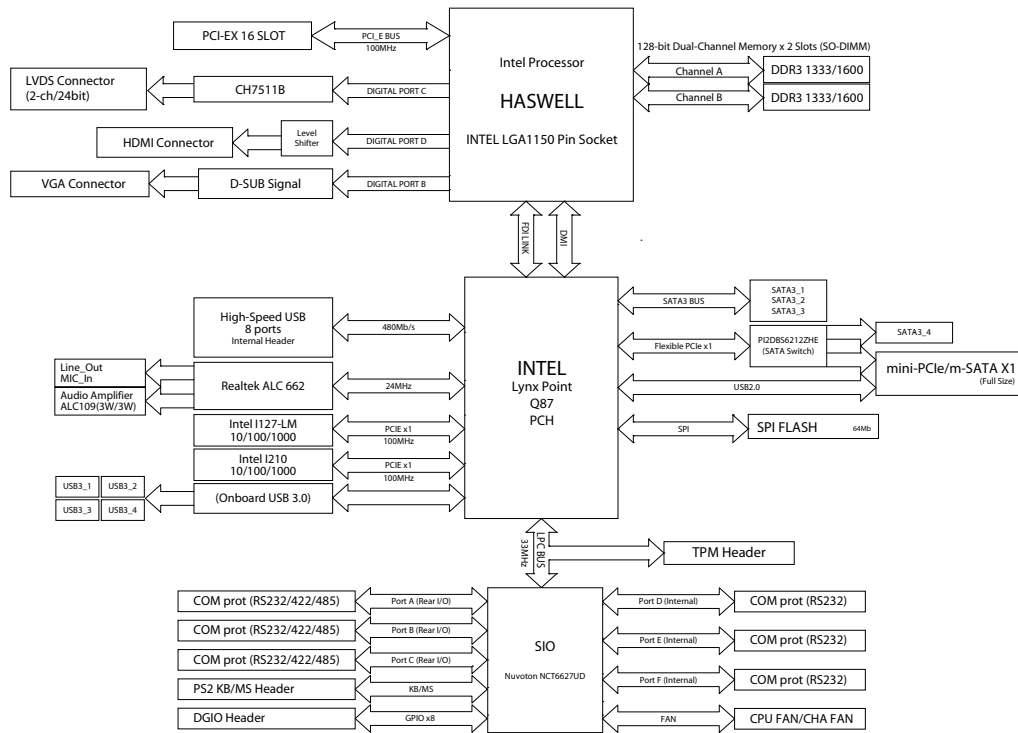 PCI-EX 16 SLOT
PCI_E BUS
100MHz
LVDS Connector
(2-ch/24bit)
CH7511B
DIGITAL PORT C
HDMI Connector
Level
Shifter
DIGITAL PORT D
VGA Connector
D-SUB Signal
DIGITAL PORT B
Intel Processor
HASWELL
INTEL LGA1150 Pin Socket
128-bit Dual-Channel Memory x 2 Slots (SO-DIMM)
Channel A
DDR3 1333/1600
Channel B
DDR3 1333/1600
FDI LINK
DMI
High-Speed USB
8 ports
Internal Header
480Mb/s
Line_Out
MIC_In
Audio Amplifier
ALC109(3W/3W)
Realtek ALC 662
24MHz
Intel I127-LM
10/100/1000
PCIE x1
100MHz
Intel I210
10/100/1000
PCIE x1
100MHz
USB3_1
USB3_2
USB3_3
USB3_4
(Onboard USB 3.0)
INTEL
Lynx Point
Q87
PCH
SATA3 BUS
SATA3_1
SATA3_2
SATA3_3
Flexible PCIe x1
PI2DBS6212ZHE
(SATA Switch)
SATA3_4
mini-PCIe/m-SATA X1
(Full Size)
USB2.0
SPI
SPI FLASH
64Mb
LPC BUS
33MHz
TPM Header
COM prot (RS232/422/485)
Port A (Rear I/O)
COM prot (RS232/422/485)
Port B (Rear I/O)
COM prot (RS232/422/485)
Port C (Rear I/O)
PS2 KB/MS Header
KB/MS
DGIO Header
GPIO x8
SIO
Nuvoton NCT6627UD
Port D (Internal)
COM prot (RS232)
Port E (Internal)
COM prot (RS232)
Port F (Internal)
COM prot (RS232)
FAN
CPU FAN/CHA FAN